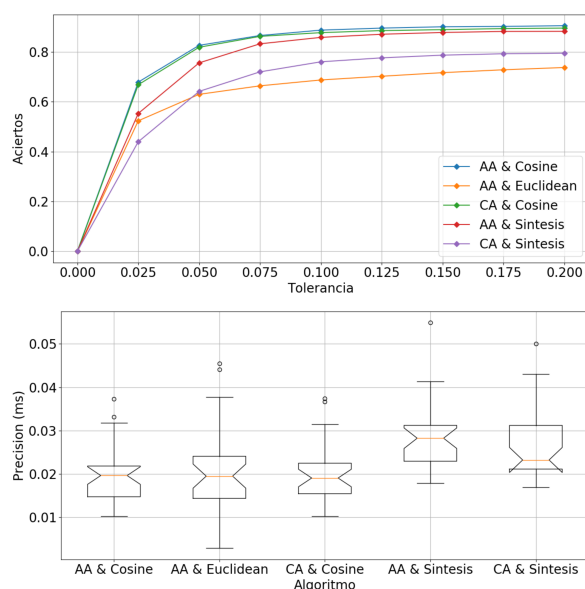 0.8
0.6
0.4
0.2
0.0
Aciertos
AA & Cosine
AA & Euclidean
CA & Cosine
AA & Sintesis
CA & Sintesis
0.000 0.025 0.050 0.075 0.100 0.125 0.150 0.175 0.200
Tolerancia
0.05
0.04
0.03
0.02
0.01
Precision (ms)
AA & Cosine AA & Euclidean CA & Cosine AA & Sintesis CA & Sintesis
Algoritmo